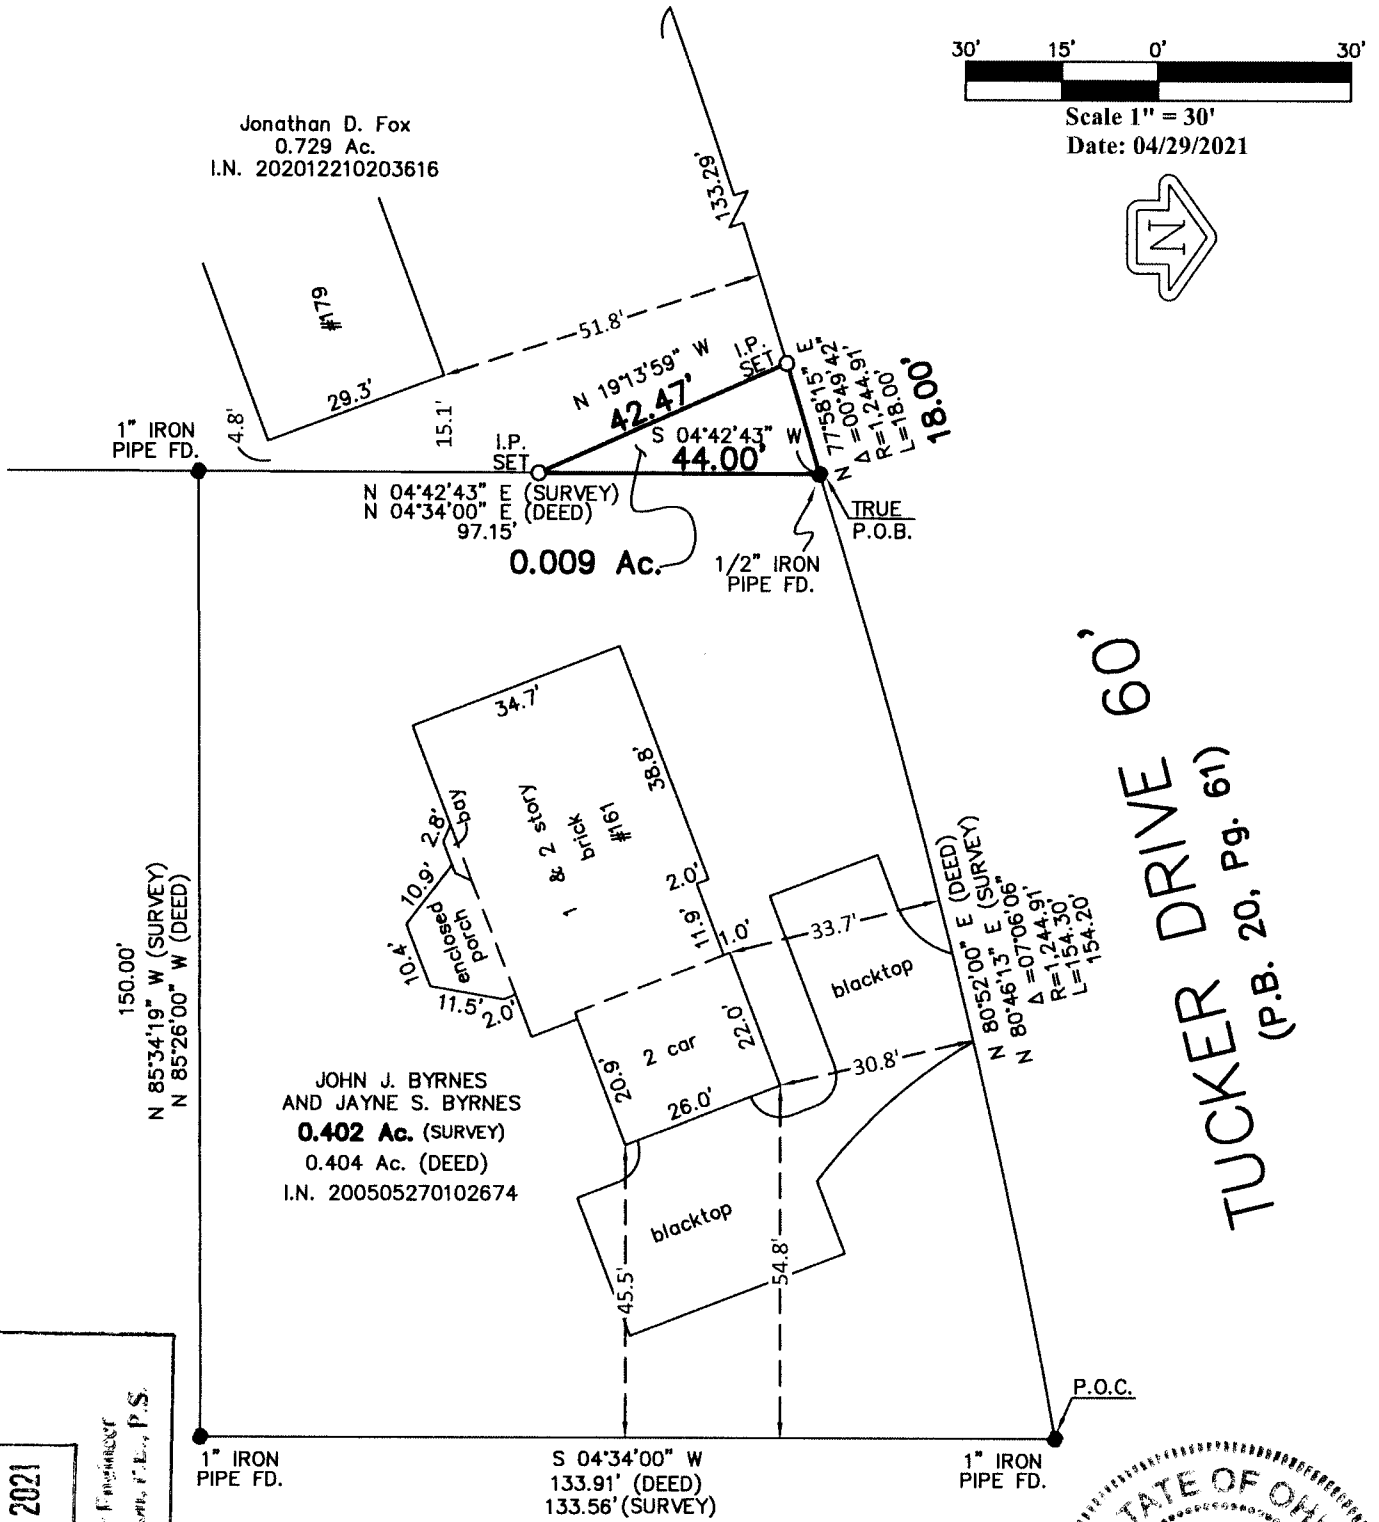 30' 15' 0' 30'
Scale 1" = 30'
Date: 04/29/2021
N
Jonathan D. Fox
0.729 Ac.
I.N. 202012210203616
133.29'
#179
51.8'
29.3'
4.8'
15.1'
1" IRON
PIPE FD.
I.P.
SET
N 19°13'59" W
42.47'
I.P.
SET
S 04°42'43" W
44.00'
N 77°58'15" E
Δ =00°49'42"
R=1,244.91'
L=18.00'
18.00'
N 04°42'43" E (SURVEY)
N 04°34'00" E (DEED)
97.15'
0.009 Ac.
TRUE
P.O.B.
1/2" IRON
PIPE FD.
TUCKER DRIVE 60'
(P.B. 20, Pg. 61)
34.7'
38.8'
1 & 2 story
brick
#161
bay
2.8'
10.9'
10.4'
enclosed
porch
11.5'
2.0'
2.0'
11.9'
1.0'
33.7'
blacktop
22.0'
2 car
20.9'
26.0'
30.8'
N 80°52'00" E (DEED)
N 80°46'13" E (SURVEY)
Δ =07°06'06"
R=1,244.91'
L=154.30'
154.20'
150.00'
N 85°34'19" W (SURVEY)
N 85°26'00" W (DEED)
JOHN J. BYRNES
AND JAYNE S. BYRNES
0.402 Ac. (SURVEY)
0.404 Ac. (DEED)
I.N. 200505270102674
blacktop
45.5'
54.8'
P.O.C.
1" IRON
PIPE FD.
S 04°34'00" W
133.91' (DEED)
133.56' (SURVEY)
1" IRON
PIPE FD.
2021
Engineer
P.E., P.S.
STATE OF OH